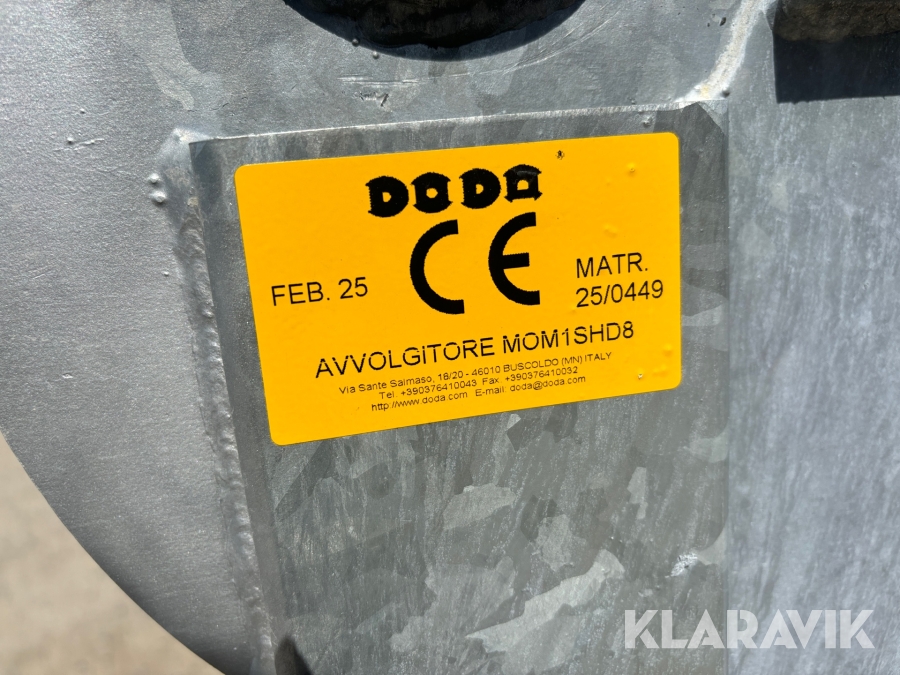 DODA
CE
FEB. 25
MATR.
25/0449
AVVOLGITORE MOM1SHD8
Via Sante Salmaso, 18/20 - 46010 BUSCOLDO (MN) ITALY
Tel +390376410043 Fax +390376410032
http://www.doda.com E-mail: doda@doda.com
KLARAVIK